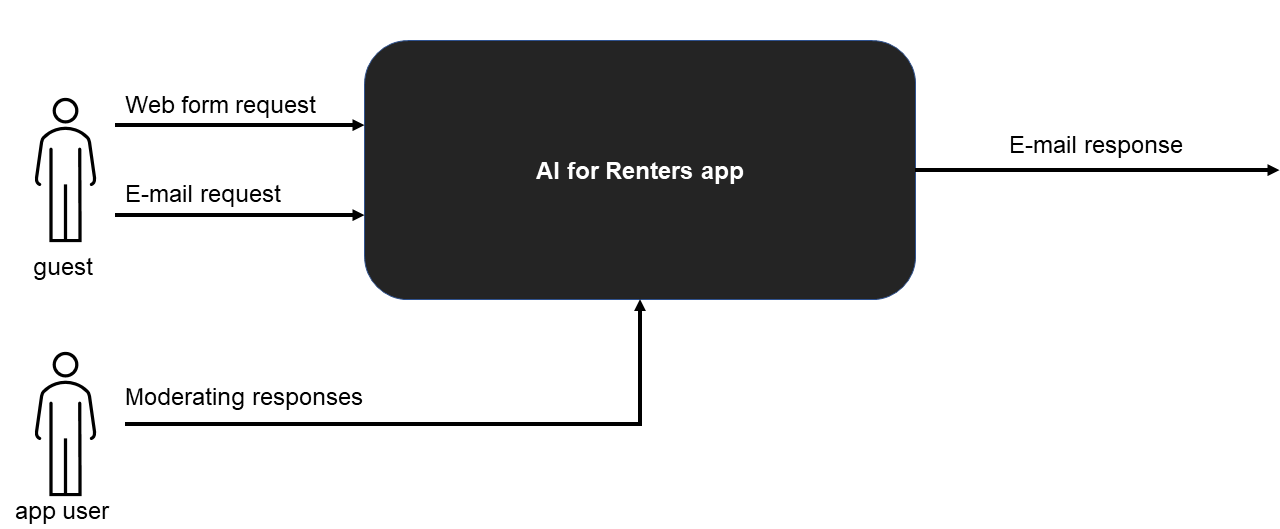 Web form request
AI for Renters app
E-mail response
E-mail request
guest
Moderating responses
app user